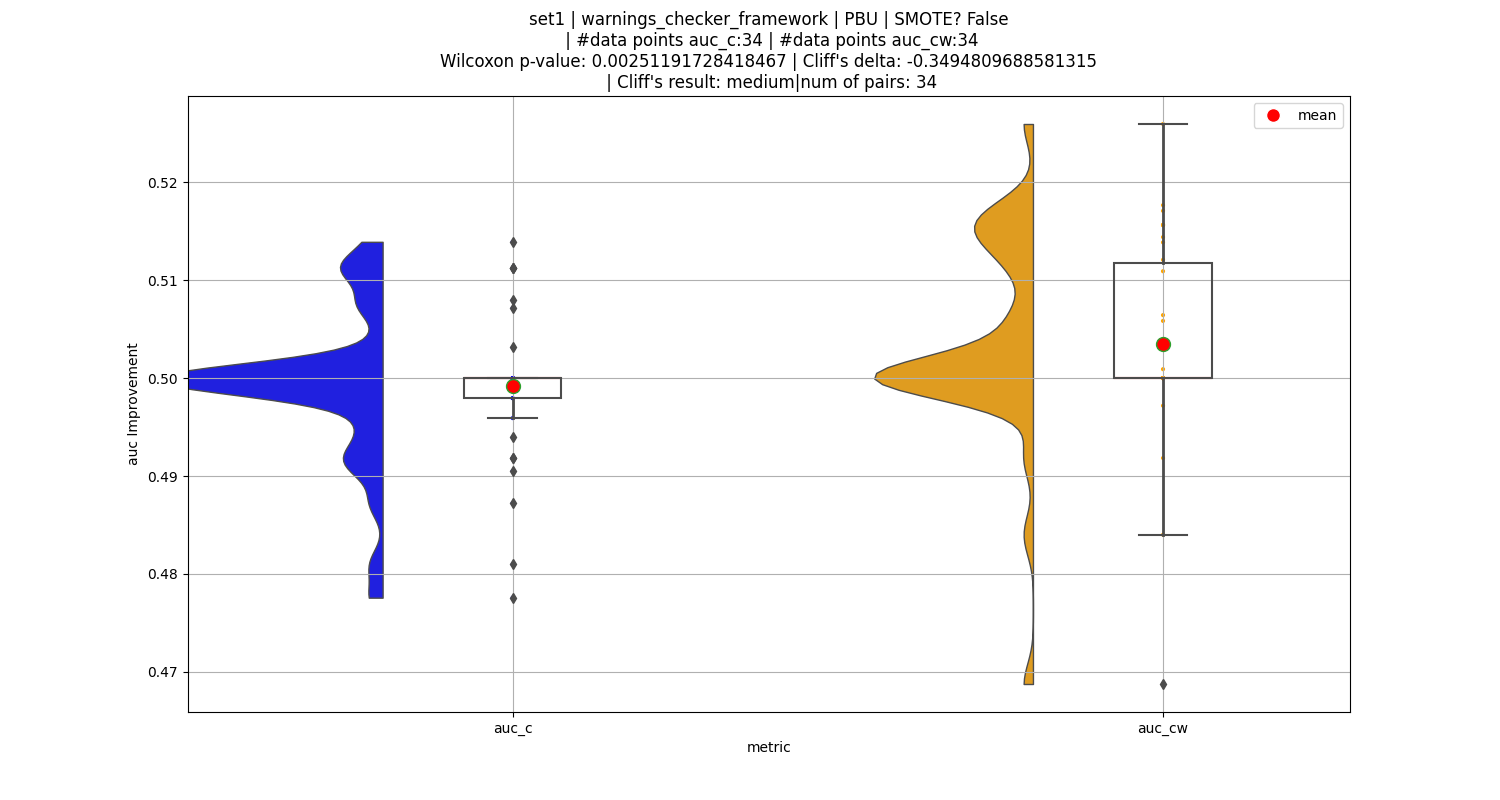 set1 | warnings_checker_framework | PBU | SMOTE? False
| #data points auc_c:34 | #data points auc_cw:34
Wilcoxon p-value: 0.00251191728418467 | Cliff's delta: -0.3494809688581315
| Cliff's result: medium|num of pairs: 34
mean
0.52
0.51
0.50
0.49
0.48
0.47
auc Improvement
auc_c
auc_cw
metric